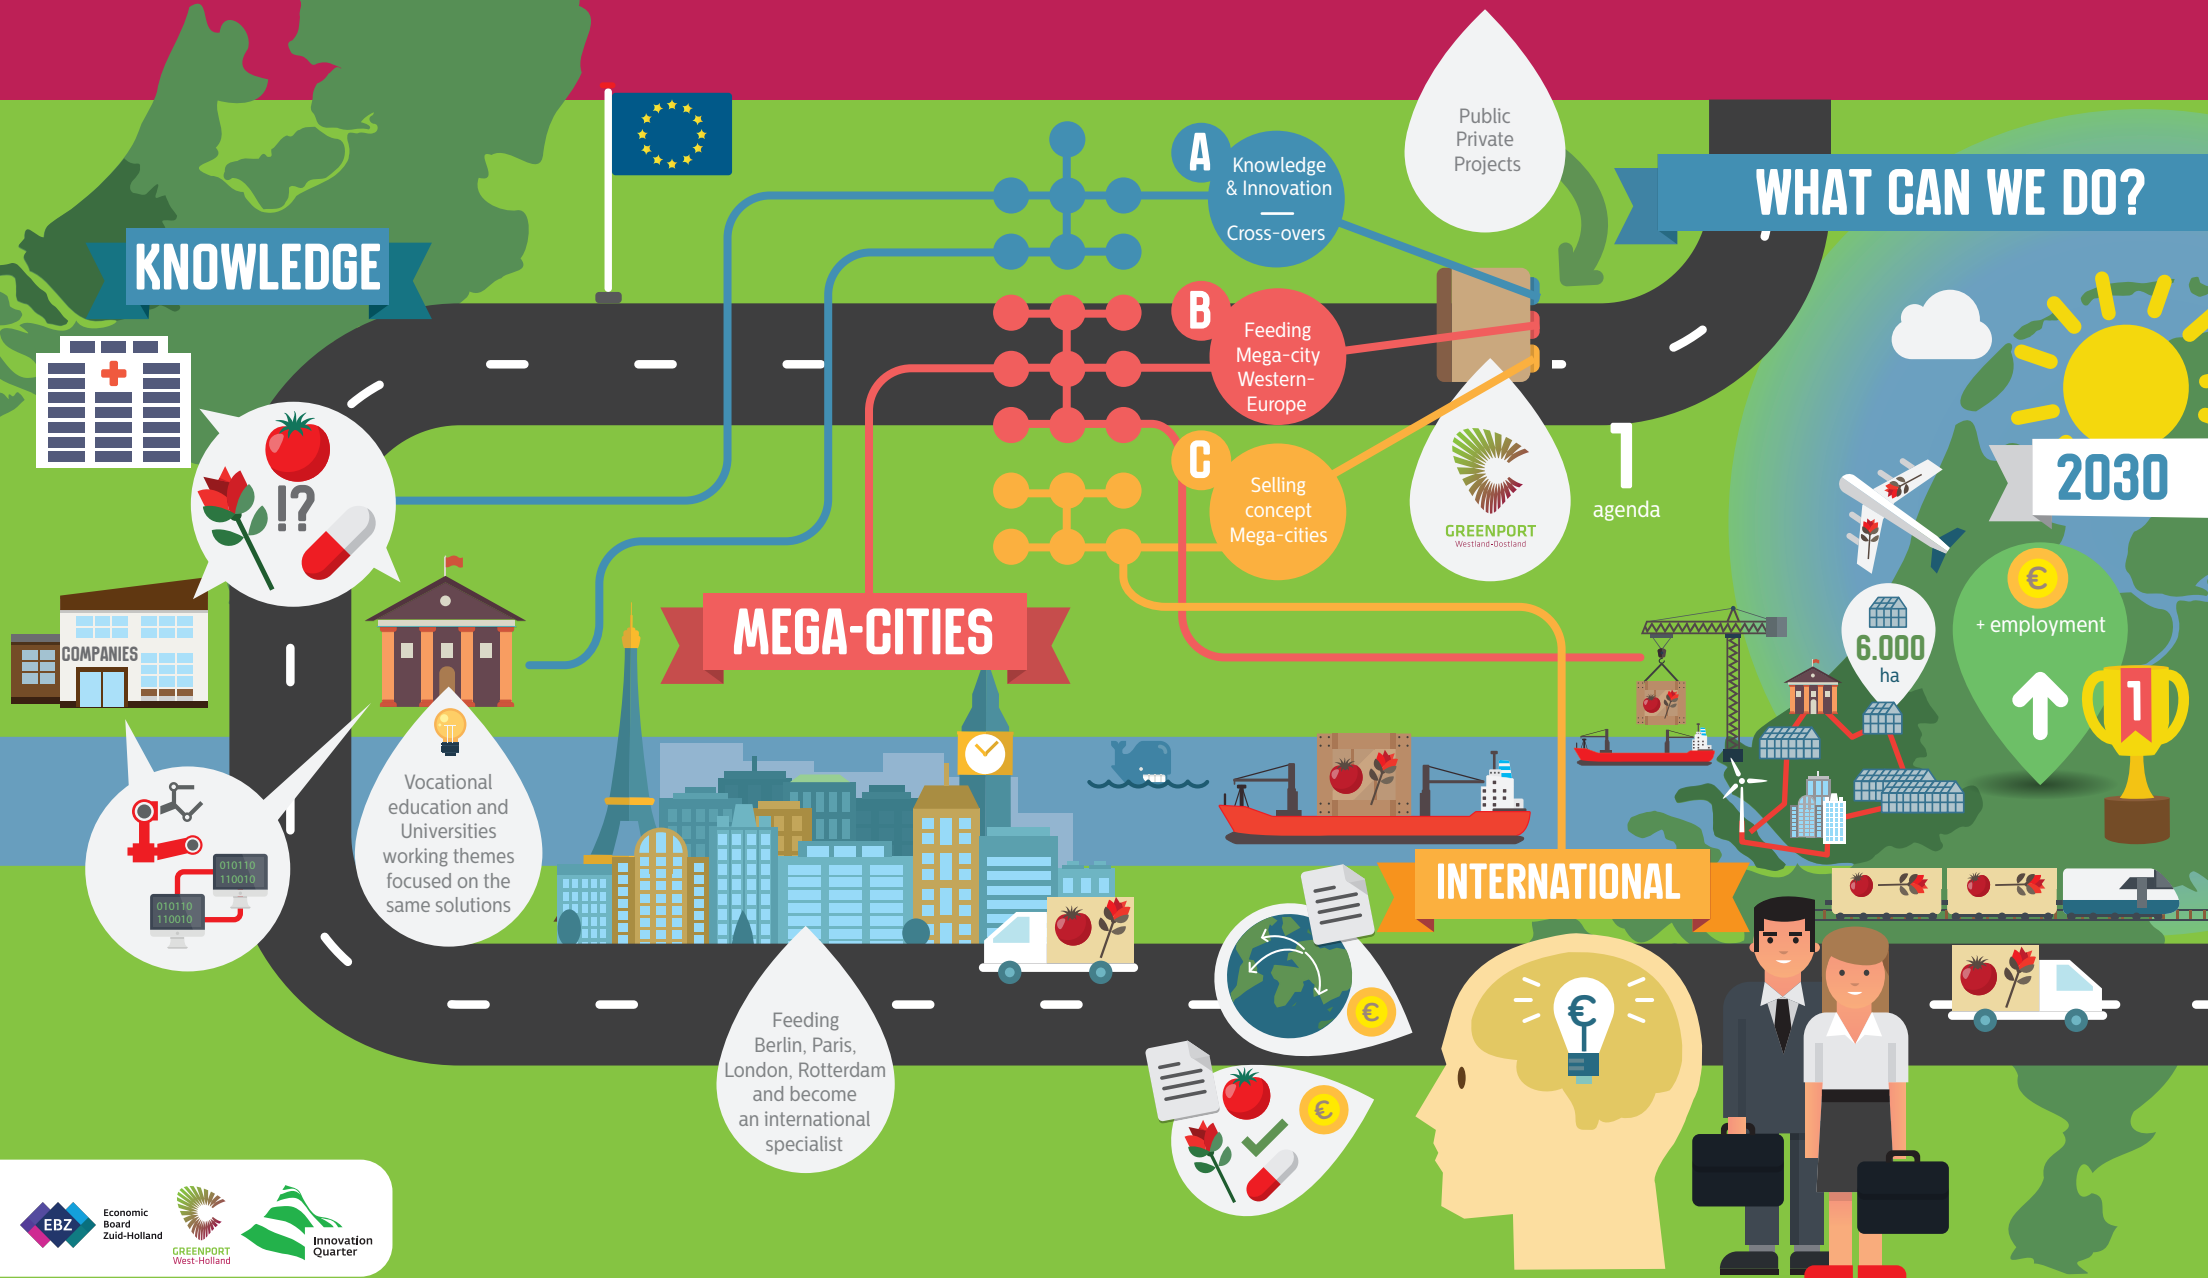 KNOWLEDGE
!?
COMPANIES
010110
110010
010110
110010
Vocational
education and
Universities
working themes
focused on the
same solutions
A
Knowledge
& Innovation
Cross-overs
B
Feeding
Mega-city
Western-
Europe
C
Selling
concept
Mega-cities
Public
Private
Projects
GREENPORT
Westland-Oostland
1
agenda
WHAT CAN WE DO?
2030
€
+ employment
6.000
ha
1
MEGA-CITIES
Feeding
Berlin, Paris,
London, Rotterdam
and become
an international
specialist
INTERNATIONAL
€
€
€
EBZ
Economic
Board
Zuid-Holland
GREENPORT
West-Holland
Innovation
Quarter